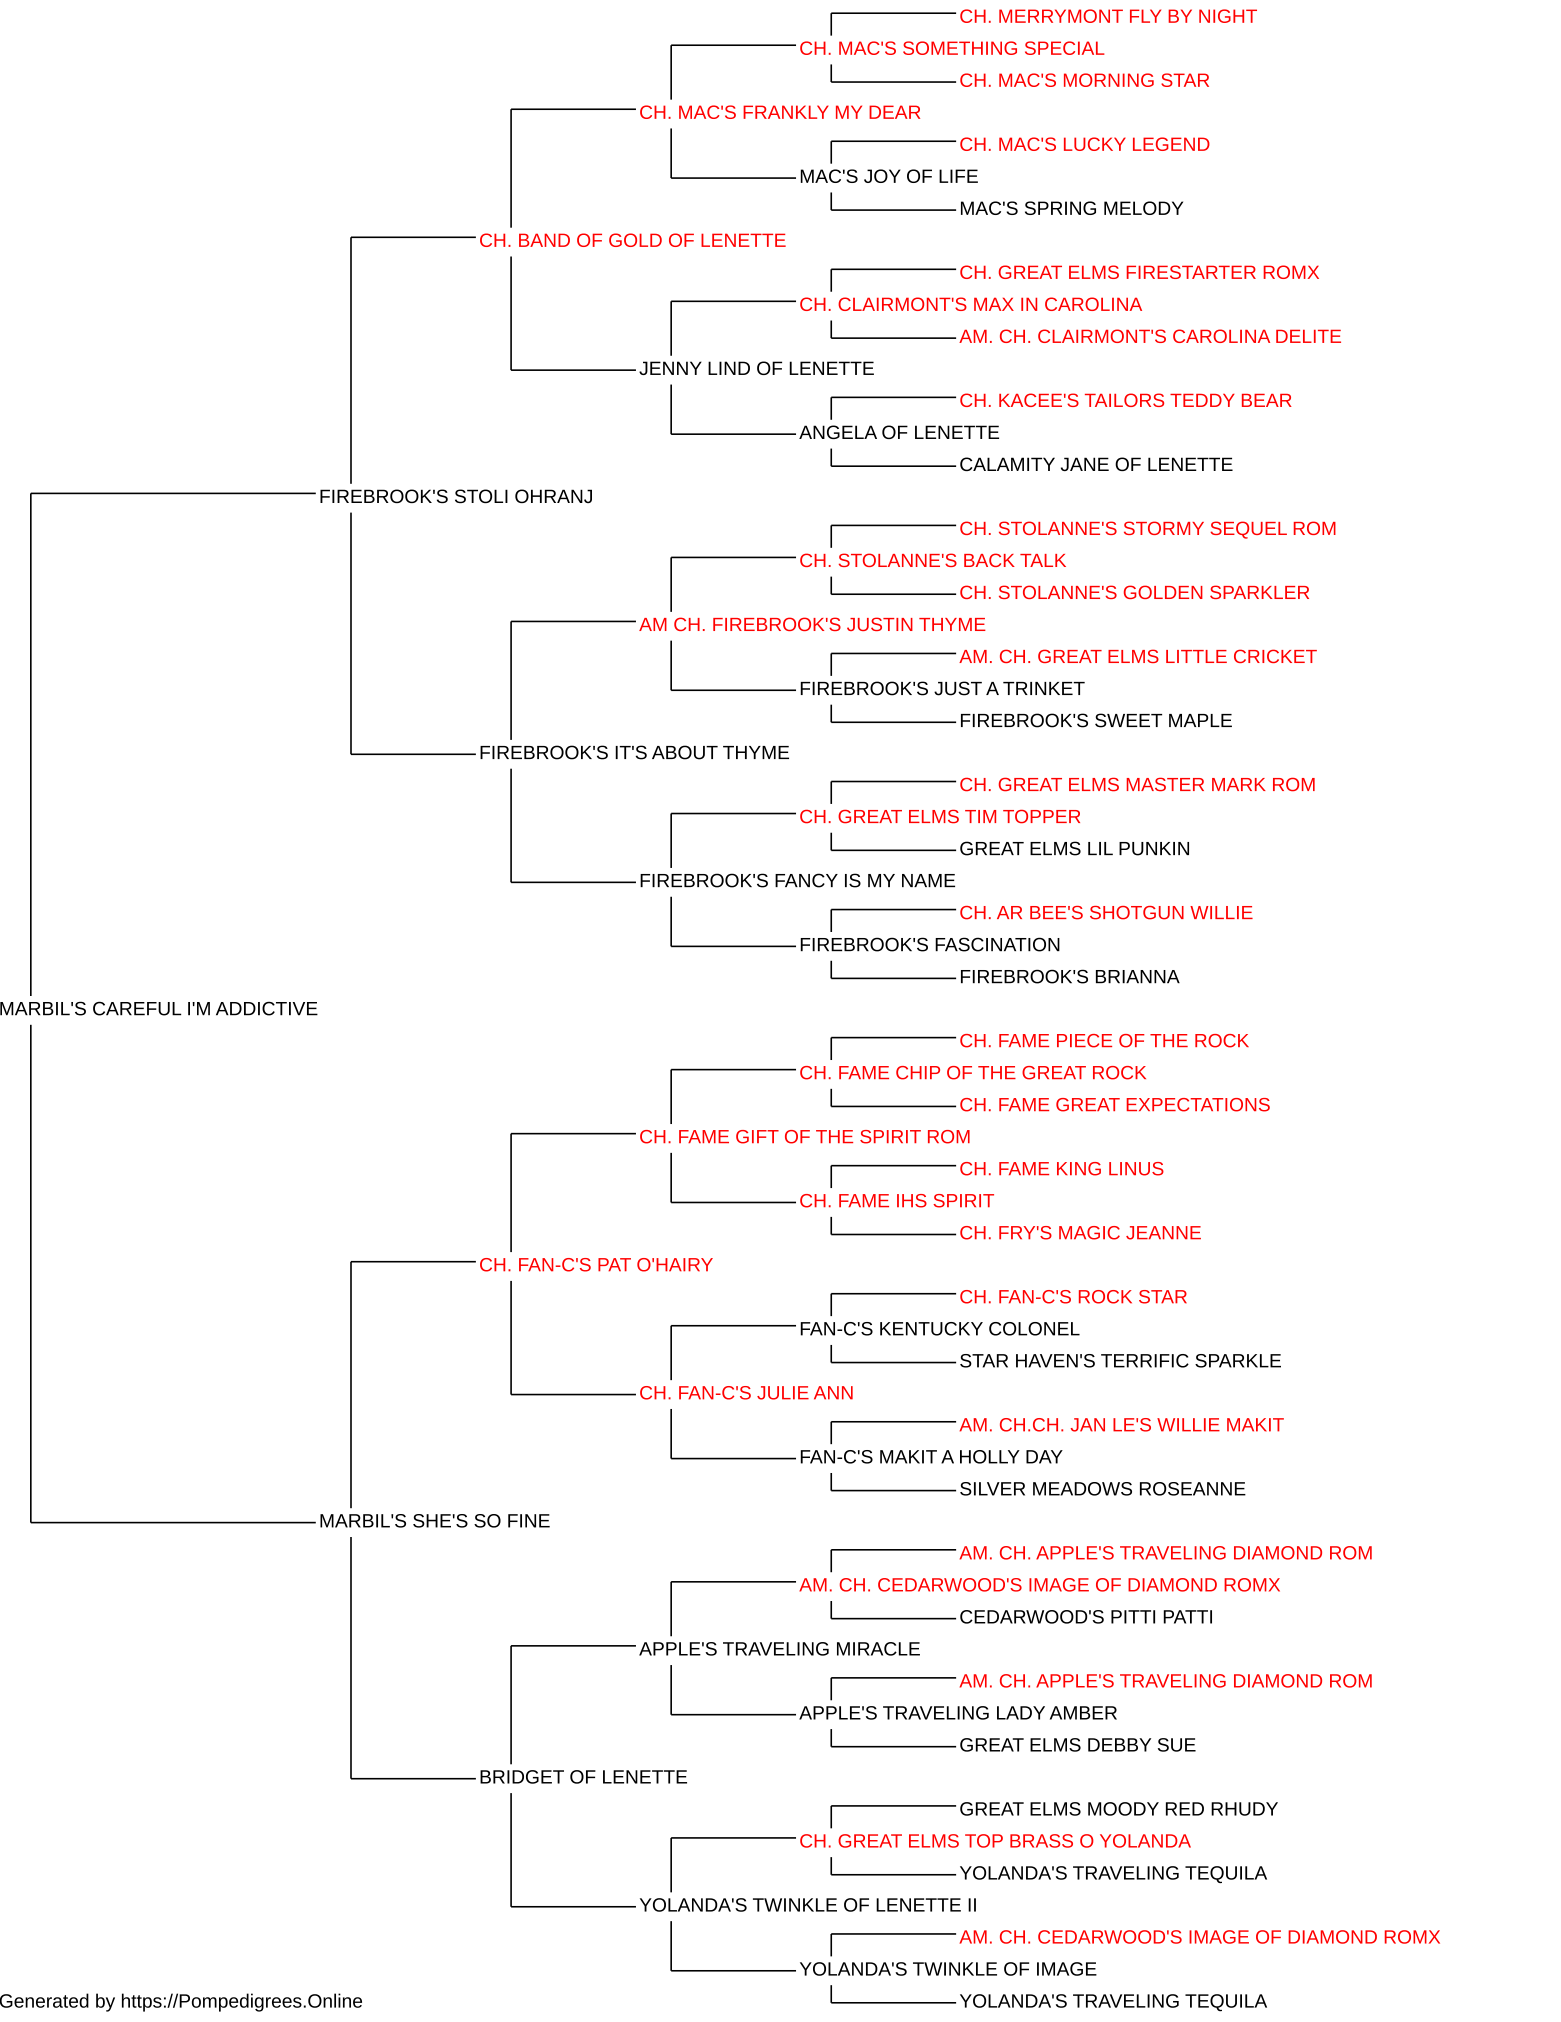 CH. MERRYMONT FLY BY NIGHT
CH. MAC'S SOMETHING SPECIAL
CH. MAC'S MORNING STAR
CH. MAC'S FRANKLY MY DEAR
CH. MAC'S LUCKY LEGEND
MAC'S JOY OF LIFE
MAC'S SPRING MELODY
CH. BAND OF GOLD OF LENETTE
CH. GREAT ELMS FIRESTARTER ROMX
CH. CLAIRMONT'S MAX IN CAROLINA
AM. CH. CLAIRMONT'S CAROLINA DELITE
JENNY LIND OF LENETTE
CH. KACEE'S TAILORS TEDDY BEAR
ANGELA OF LENETTE
CALAMITY JANE OF LENETTE
FIREBROOK'S STOLI OHRANJ
CH. STOLANNE'S STORMY SEQUEL ROM
CH. STOLANNE'S BACK TALK
CH. STOLANNE'S GOLDEN SPARKLER
AM CH. FIREBROOK'S JUSTIN THYME
AM. CH. GREAT ELMS LITTLE CRICKET
FIREBROOK'S JUST A TRINKET
FIREBROOK'S SWEET MAPLE
FIREBROOK'S IT'S ABOUT THYME
CH. GREAT ELMS MASTER MARK ROM
CH. GREAT ELMS TIM TOPPER
GREAT ELMS LIL PUNKIN
FIREBROOK'S FANCY IS MY NAME
CH. AR BEE'S SHOTGUN WILLIE
FIREBROOK'S FASCINATION
FIREBROOK'S BRIANNA
MARBIL'S CAREFUL I'M ADDICTIVE
CH. FAME PIECE OF THE ROCK
CH. FAME CHIP OF THE GREAT ROCK
CH. FAME GREAT EXPECTATIONS
CH. FAME GIFT OF THE SPIRIT ROM
CH. FAME KING LINUS
CH. FAME IHS SPIRIT
CH. FRY'S MAGIC JEANNE
CH. FAN-C'S PAT O'HAIRY
CH. FAN-C'S ROCK STAR
FAN-C'S KENTUCKY COLONEL
STAR HAVEN'S TERRIFIC SPARKLE
CH. FAN-C'S JULIE ANN
AM. CH.CH. JAN LE'S WILLIE MAKIT
FAN-C'S MAKIT A HOLLY DAY
SILVER MEADOWS ROSEANNE
MARBIL'S SHE'S SO FINE
AM. CH. APPLE'S TRAVELING DIAMOND ROM
AM. CH. CEDARWOOD'S IMAGE OF DIAMOND ROMX
CEDARWOOD'S PITTI PATTI
APPLE'S TRAVELING MIRACLE
AM. CH. APPLE'S TRAVELING DIAMOND ROM
APPLE'S TRAVELING LADY AMBER
GREAT ELMS DEBBY SUE
BRIDGET OF LENETTE
GREAT ELMS MOODY RED RHUDY
CH. GREAT ELMS TOP BRASS O YOLANDA
YOLANDA'S TRAVELING TEQUILA
YOLANDA'S TWINKLE OF LENETTE II
AM. CH. CEDARWOOD'S IMAGE OF DIAMOND ROMX
YOLANDA'S TWINKLE OF IMAGE
YOLANDA'S TRAVELING TEQUILA
Generated by https://Pompedigrees.Online